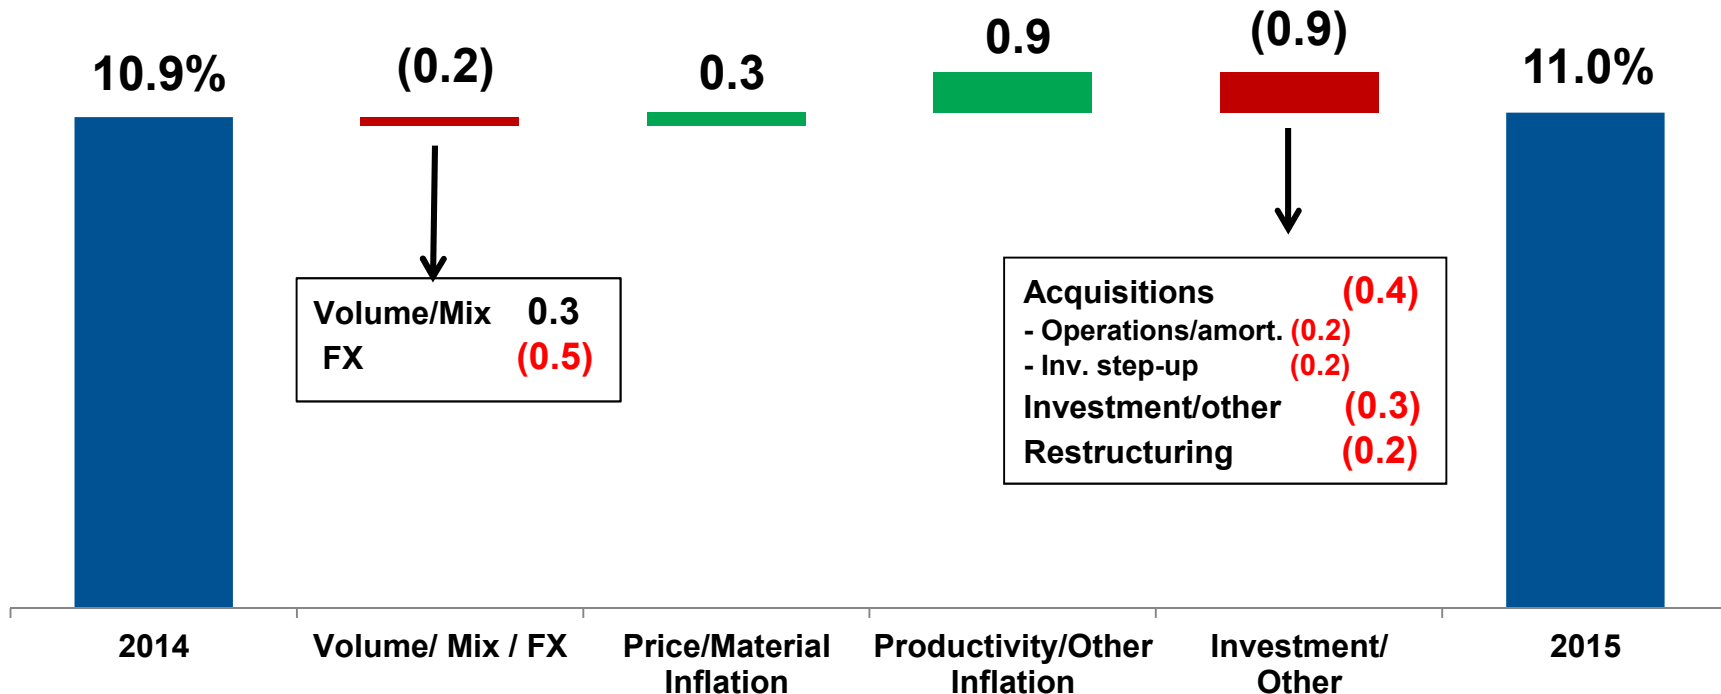 10.9%
(0.2)
0.3
0.9
(0.9)
11.0%
Volume/Mix 0.3
FX (0.5)
Acquisitions (0.4)
- Operations/amort. (0.2)
- Inv. step-up (0.2)
Investment/other (0.3)
Restructuring (0.2)
2014
Volume/ Mix / FX
Price/Material
Inflation
Productivity/Other
Inflation
Investment/
Other
2015